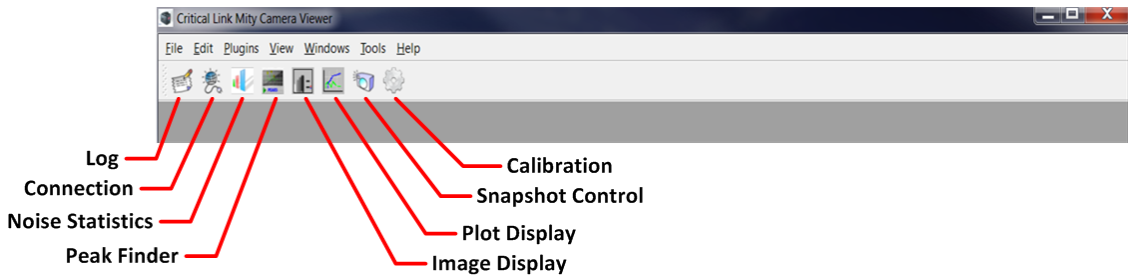 Critical Link Mity Camera Viewer
File Edit Plugins View Windows Tools Help
Log
Connection
Noise Statistics
Peak Finder
Calibration
Snapshot Control
Plot Display
Image Display